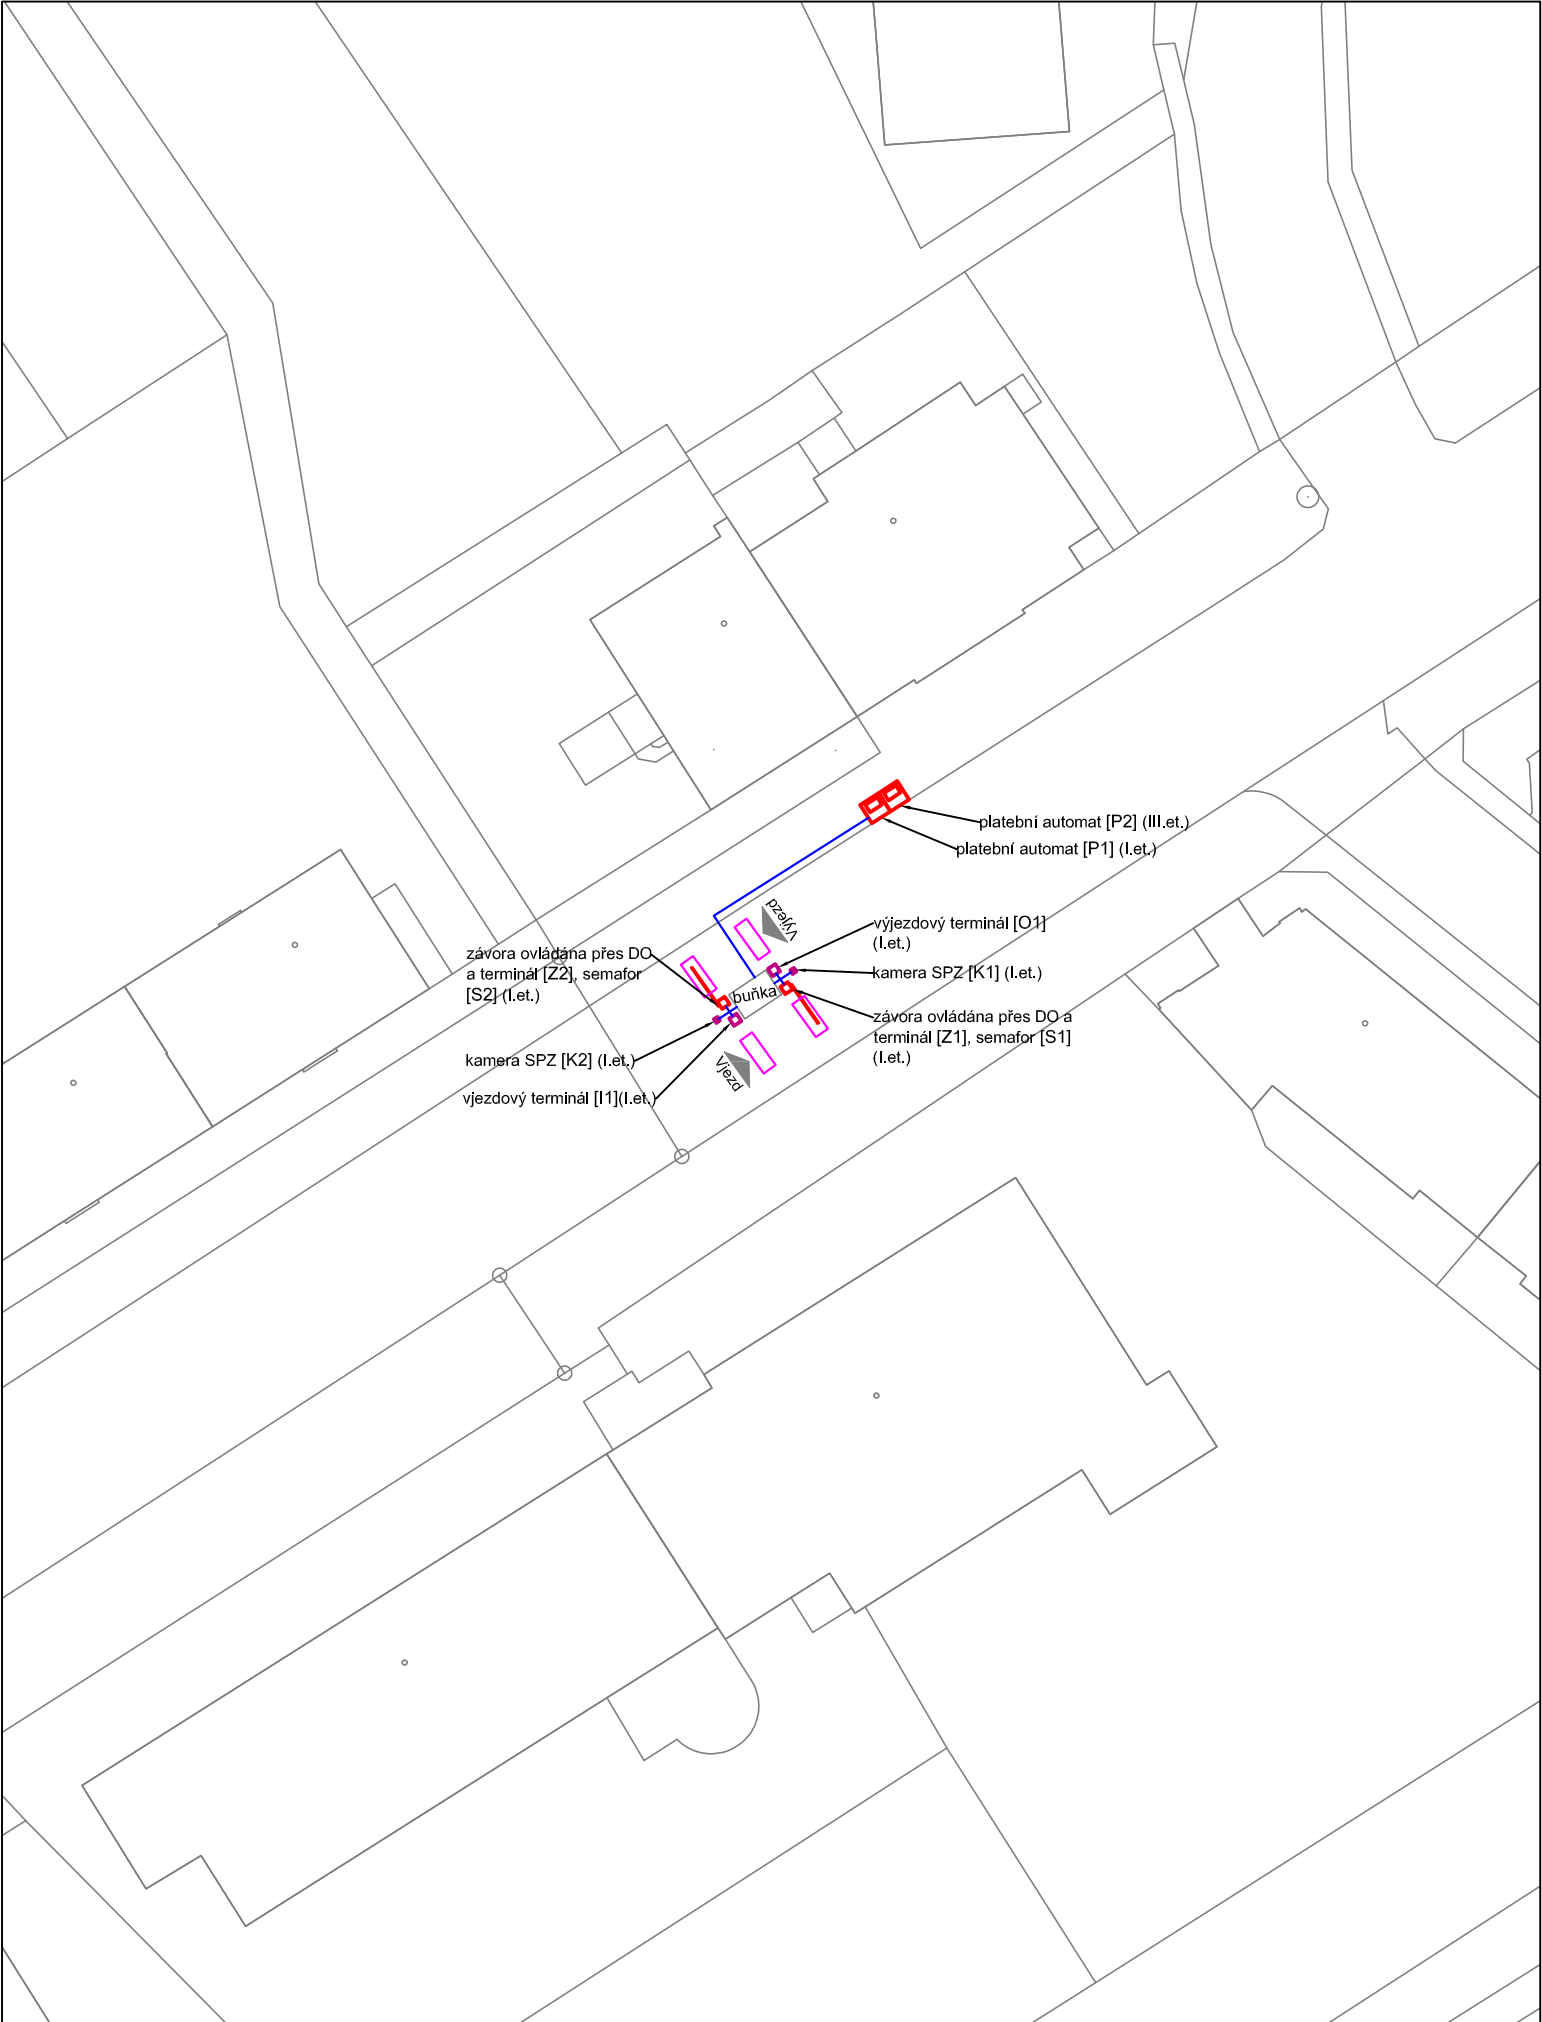 platební automat [P2] (III.et.)
platební automat [P1] (I.et.)
Výjezd
výjezdový terminál [O1]
(I.et.)
závora ovládána přes DO
a terminál [Z2], semafor
[S2] (I.et.)
kamera SPZ [K1] (I.et.)
buňka
závora ovládána přes DO a
terminál [Z1], semafor [S1]
(I.et.)
kamera SPZ [K2] (I.et.)
Vjezd
vjezdový terminál [I1](I.et.)